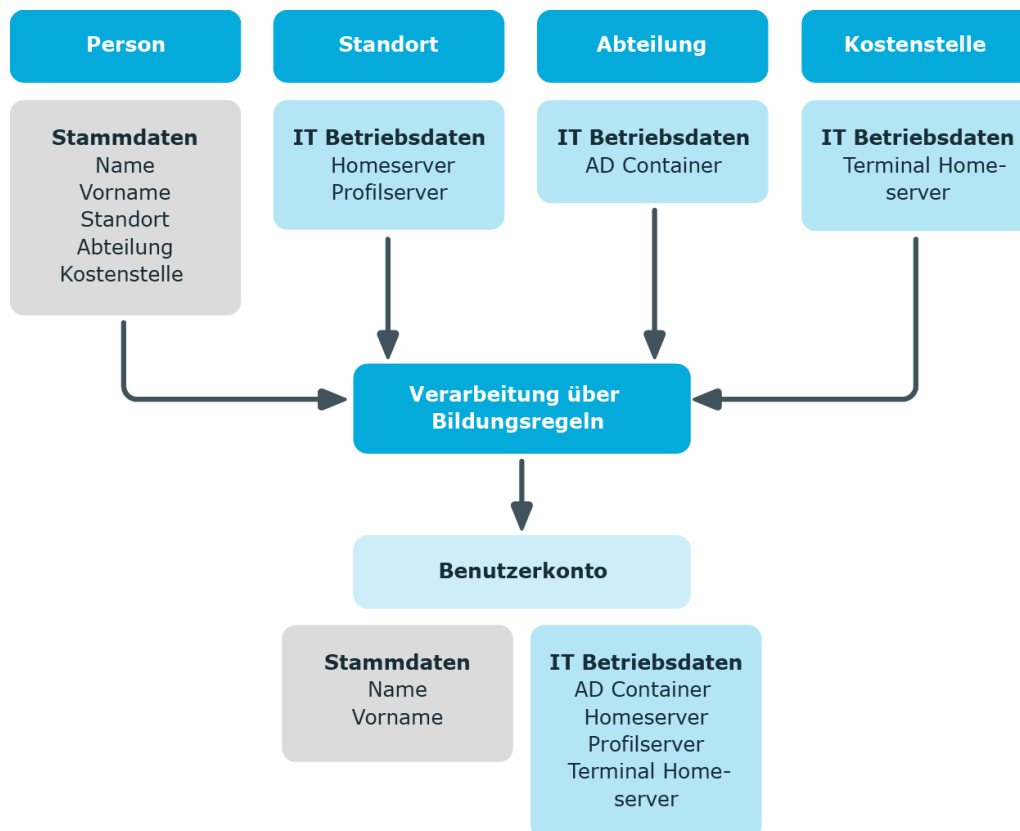 Person
Standort
Abteilung
Kostenstelle
Stammdaten
Name
Vorname
Standort
Abteilung
Kostenstelle
IT Betriebsdaten
Homeserver
Profilserver
IT Betriebsdaten
AD Container
IT Betriebsdaten
Terminal Home-
server
Verarbeitung über
Bildungsregeln
Benutzerkonto
Stammdaten
Name
Vorname
IT Betriebsdaten
AD Container
Homeserver
Profilserver
Terminal Home-
server